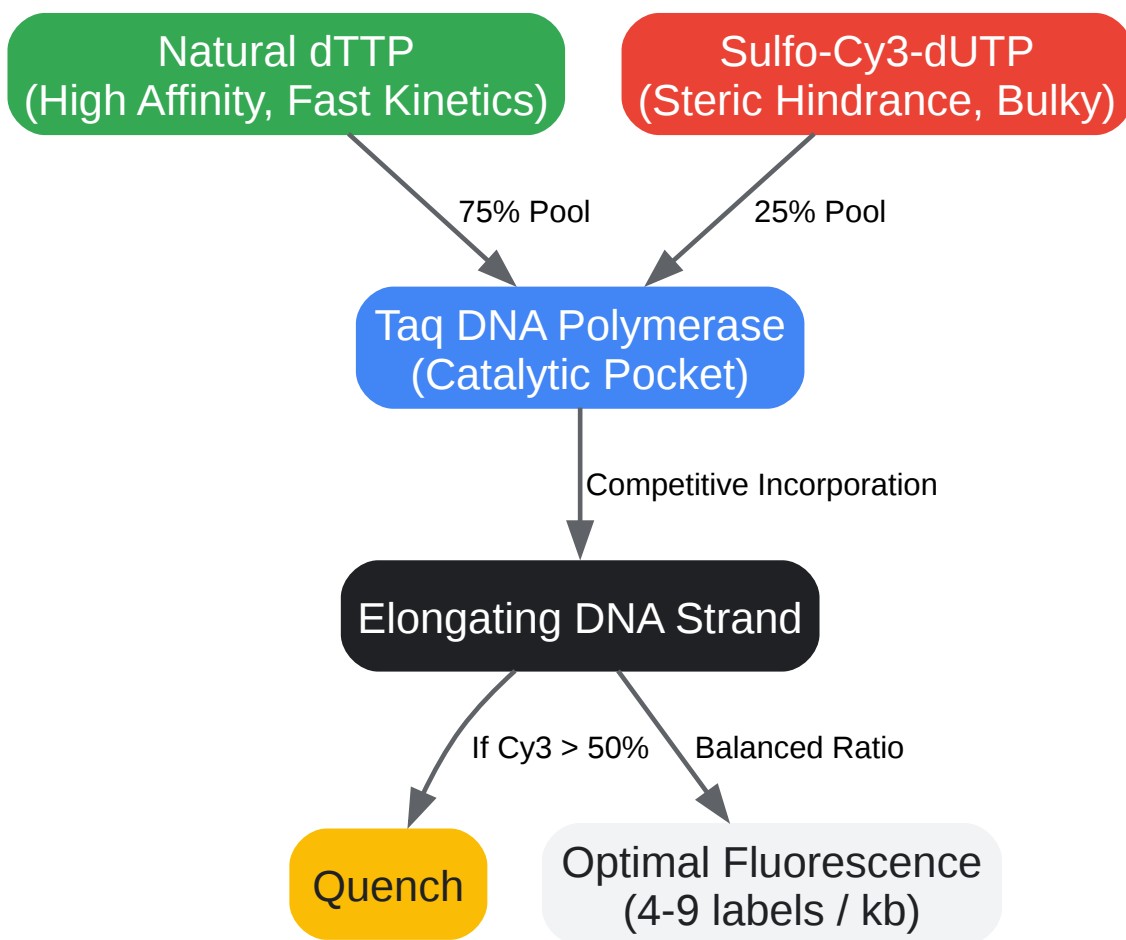 Natural dTTP
(High Affinity, Fast Kinetics)
Sulfo-Cy3-dUTP
(Steric Hindrance, Bulky)
75% Pool
25% Pool
Taq DNA Polymerase
(Catalytic Pocket)
Competitive Incorporation
Elongating DNA Strand
If Cy3 > 50%
Balanced Ratio
Quench
Optimal Fluorescence
(4-9 labels / kb)